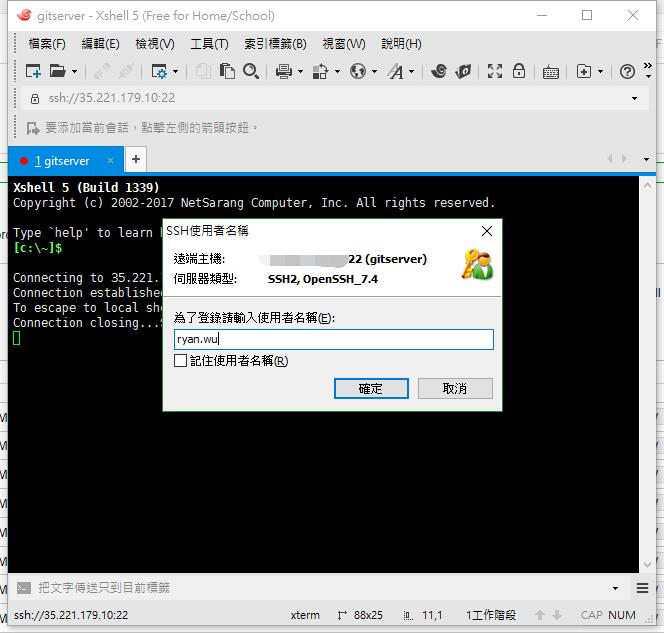 gitserver - Xshell 5 (Free for Home/School)
檔案(F) 編輯(E) 檢視(V) 工具(T) 索引標籤(B) 視窗(W) 說明(H)
ssh://35.221.179.10:22
要添加當前會話，點擊左側的箭頭按鈕。
1 gitserver
Xshell 5 (Build 1339)
Copyright (c) 2002-2017 NetSarang Computer, Inc. All rights reserved.
Type `help' to learn
[c:\~]$
Connecting to 35.221.
Connection established
To escape to local
Connection closing...
SSH使用者名稱
遠端主機: 22 (gitserver)
伺服器類型: SSH2, OpenSSH_7.4
為了登錄請輸入使用者名稱(E):
ryan.wu
記住使用者名稱(R)
確定 取消
把文字傳送只到目前標籤
ssh://35.221.179.10:22 xterm 88x25 11,1 1工作階段 CAP NUM